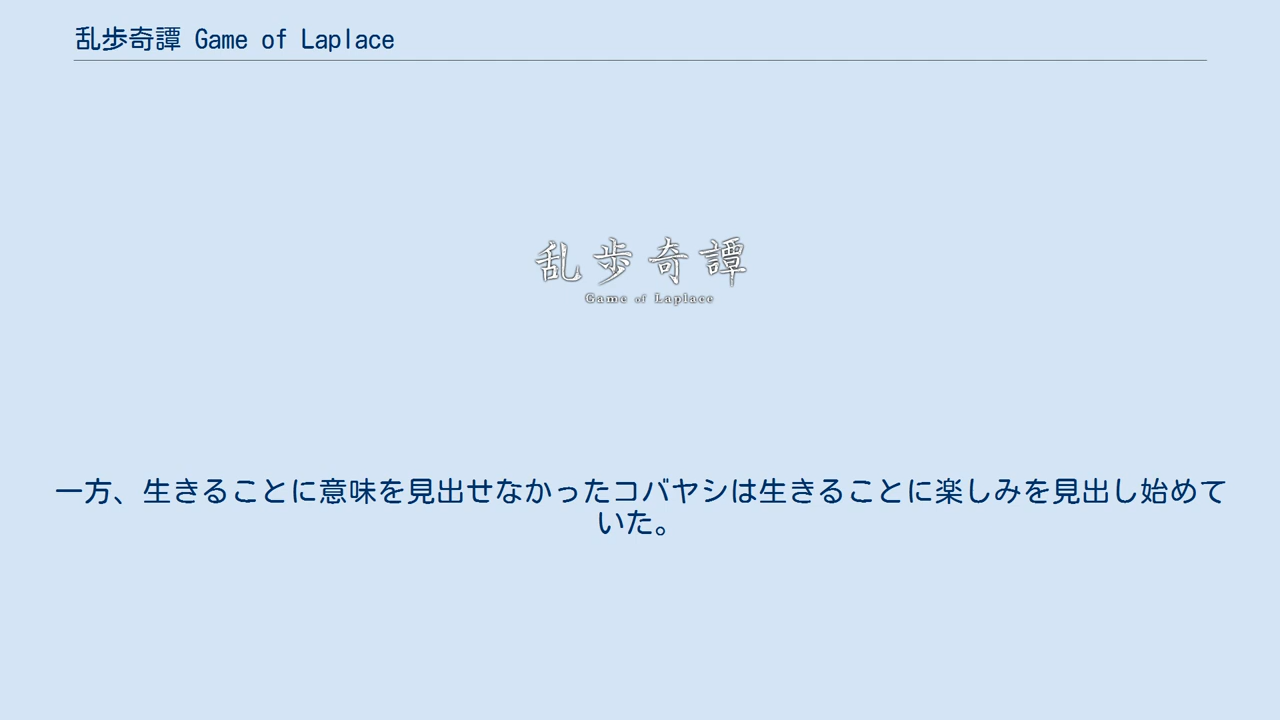 乱歩奇譚 Game of Laplace
乱歩奇譚
Game of Laplace
一方、生きることに意味を見出せなかったコバヤシは生きることに楽しみを見出し始めて
いた。